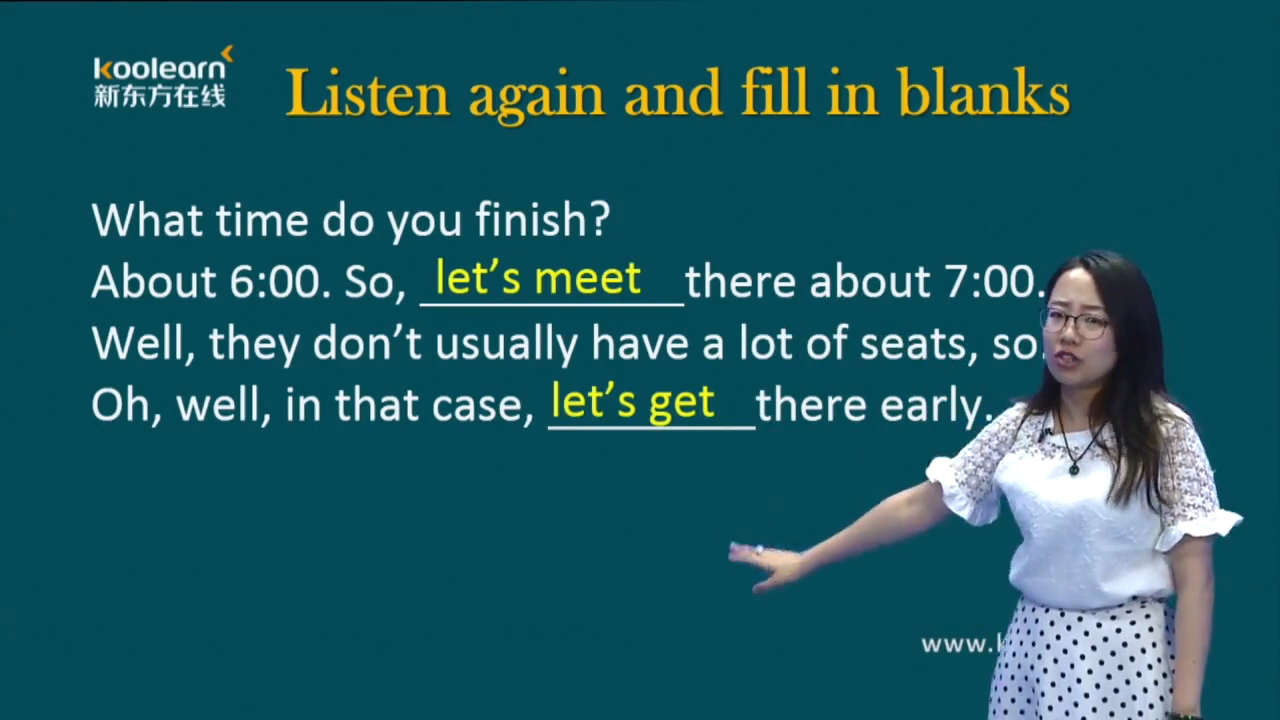 koolearn
新东方在线
Listen again and fill in blanks
What time do you finish?
About 6:00. So, let’s meet there about 7:00.
Well, they don’t usually have a lot of seats, so
Oh, well, in that case, let’s get there early.
www.